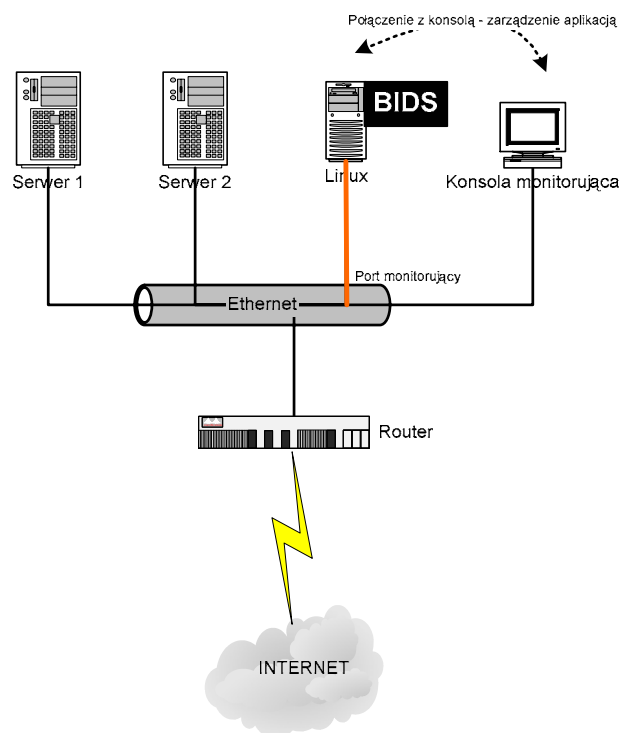 Połączenie z konsolą - zarządzenie aplikacją
BIDS
Serwer 1
Serwer 2
Linux
Konsola monitorująca
Port monitorujący
Ethernet
Router
INTERNET